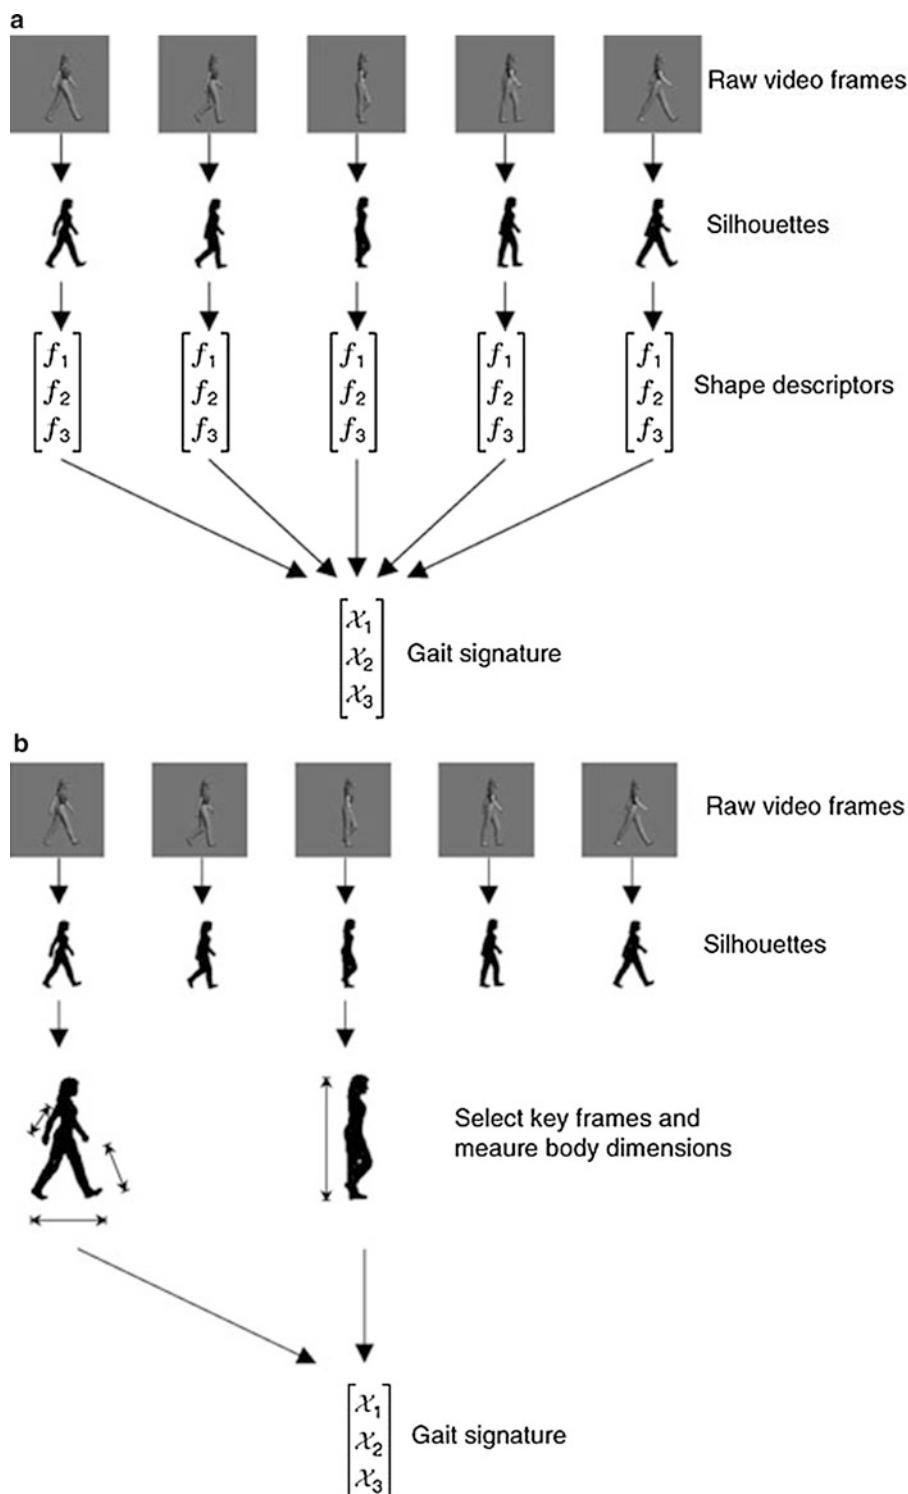 a
Raw video frames
Silhouettes
f1 f1 f1 f1 f1
f2 f2 f2 f2 f2
f3 f3 f3 f3 f3
Shape descriptors
x1
x2
x3
Gait signature
b
Raw video frames
Silhouettes
Select key frames and
meaure body dimensions
x1
x2
x3
Gait signature